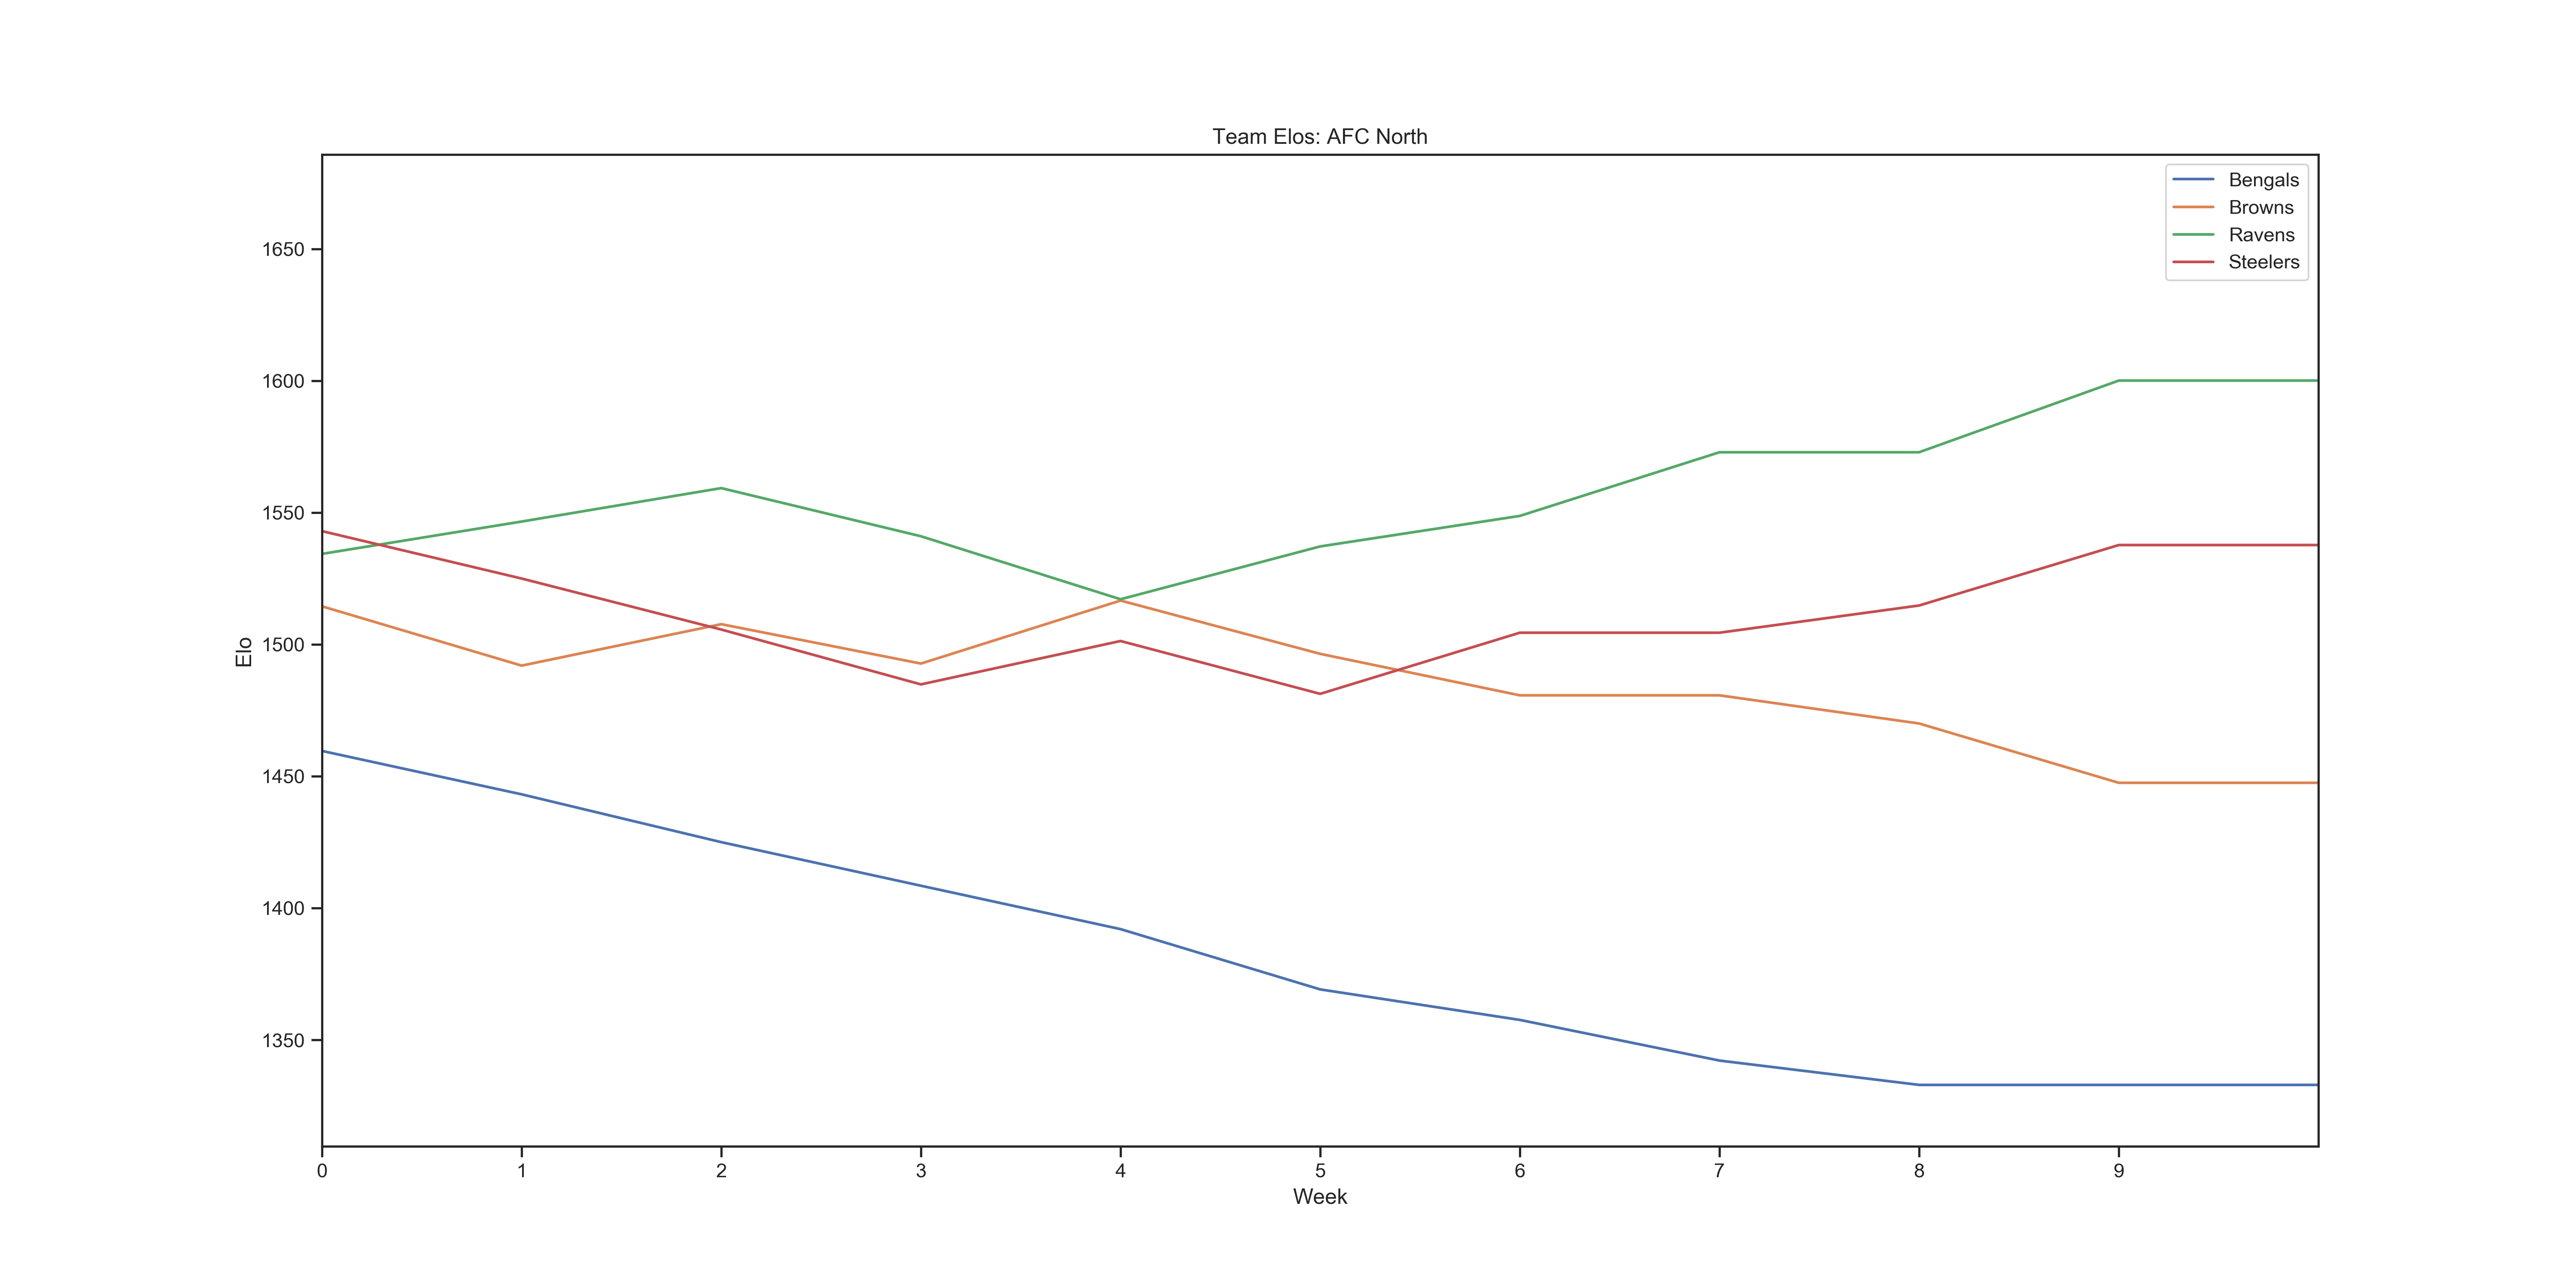 Team Elos: AFC North
Bengals
Browns
Ravens
Steelers
1650
1600
1550
1500
1450
1400
1350
Elo
0 1 2 3 4 5 6 7 8 9
Week